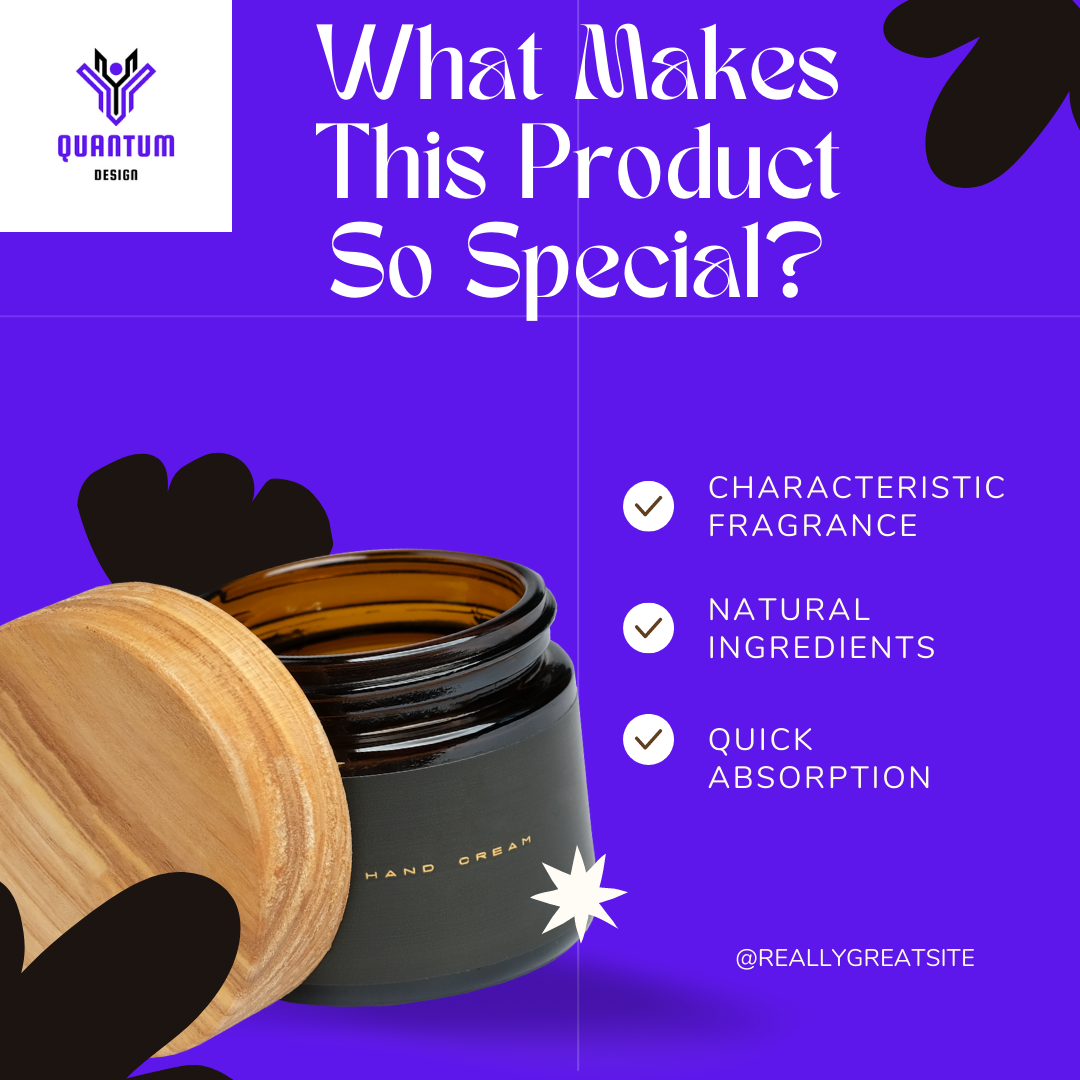 QUANTUM
DESIGN
What Makes
This Product
So Special?
CHARACTERISTIC
FRAGRANCE
NATURAL
INGREDIENTS
QUICK
ABSORPTION
HAND CREAM
@REALLYGREATSITE